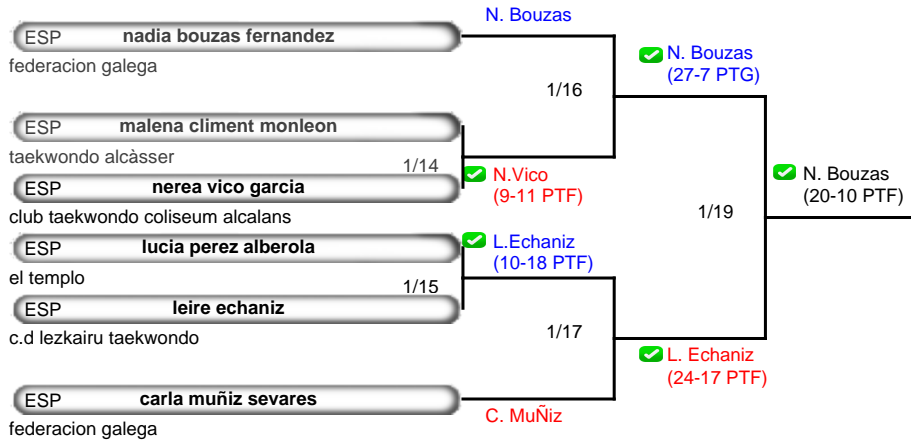 N. Bouzas
ESP nadia bouzas fernandez
federacion galega
N. Bouzas
(27-7 PTG)
1/16
ESP malena climent monleon
taekwondo alcàsser
1/14
N.Vico
(9-11 PTF)
ESP nerea vico garcia
club taekwondo coliseum alcalans
N. Bouzas
(20-10 PTF)
1/19
ESP lucia perez alberola
el templo
L.Echaniz
(10-18 PTF)
1/15
ESP leire echaniz
c.d lezkairu taekwondo
1/17
L. Echaniz
(24-17 PTF)
ESP carla muñiz sevares
federacion galega
C. MuÑiz